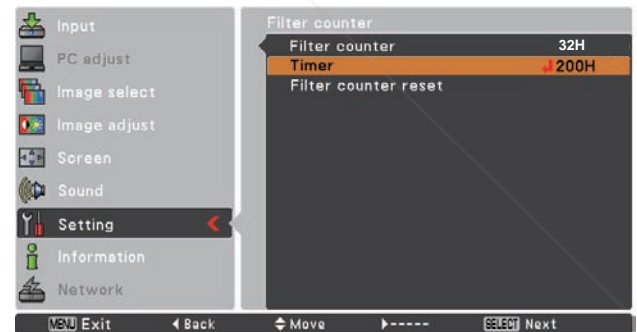 Input
PC adjust
Image select
Image adjust
Screen
Sound
Setting
Information
Network
Filter counter
Filter counter 32H
Timer 200H
Filter counter reset
MENU Exit Back Move ----- SELECT Next